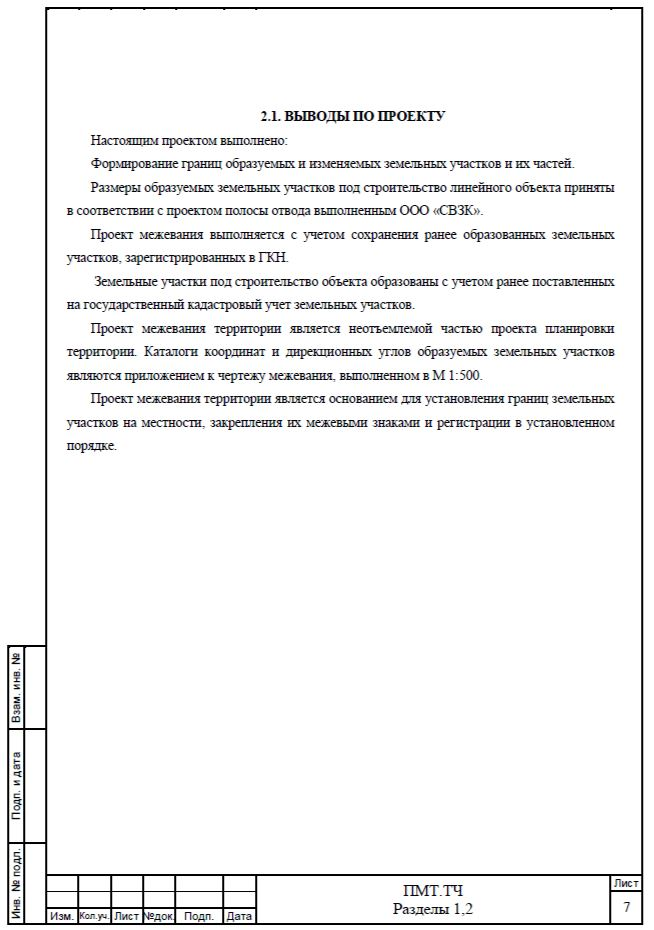 2.1. ВЫВОДЫ ПО ПРОЕКТУ
Настоящим проектом выполнено:
Формирование границ образуемых и изменяемых земельных участков и их частей.
Размеры образуемых земельных участков под строительство линейного объекта приняты
в соответствии с проектом полосы отвода выполненным ООО «СВЗК».
Проект межевания выполняется с учетом сохранения ранее образованных земельных
участков, зарегистрированных в ГКН.
Земельные участки под строительство объекта образованы с учетом ранее поставленных
на государственный кадастровый учет земельных участков.
Проект межевания территории является неотъемлемой частью проекта планировки
территории. Каталоги координат и дирекционных углов образуемых земельных участков
являются приложением к чертежу межевания, выполненном в М 1:500.
Проект межевания территории является основанием для установления границ земельных
участков на местности, закрепления их межевыми знаками и регистрации в установленном
порядке.
Взам. инв. №
Подп. и дата
Инв. № подл.
Изм. Кол.уч. Лист №док. Подп. Дата
ПМТ.ТЧ
Разделы 1,2
Лист
7